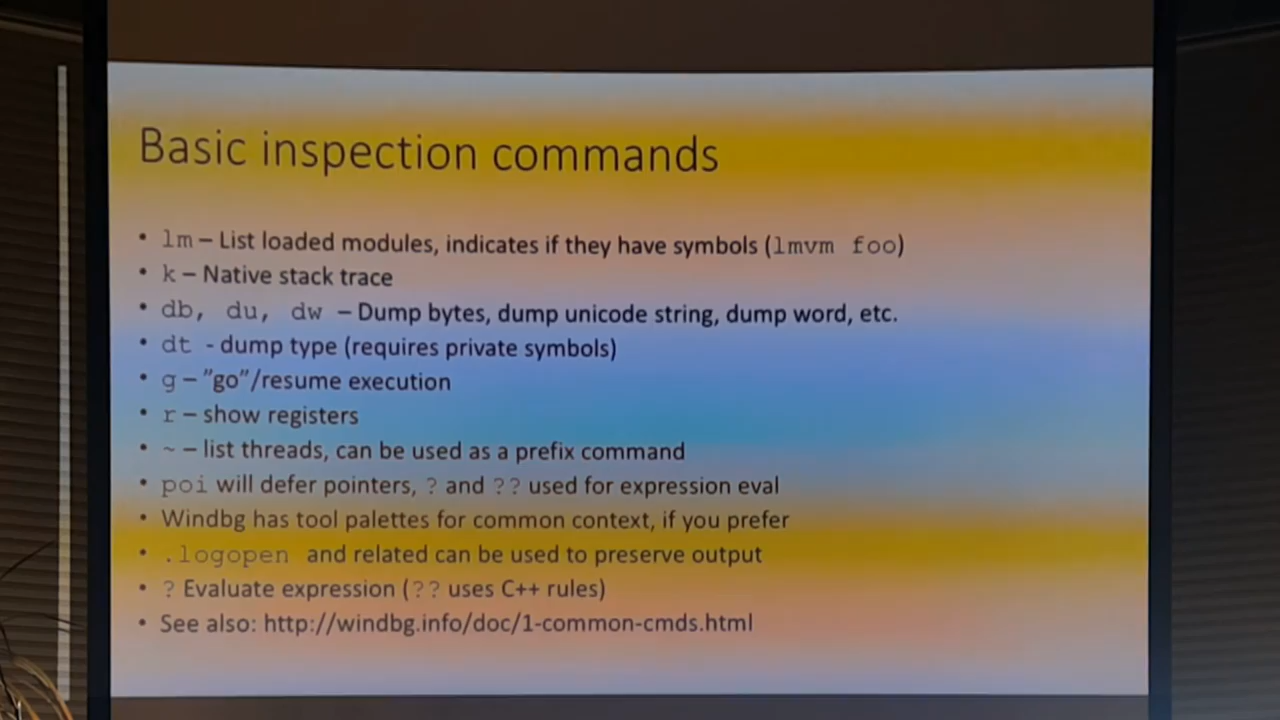 Basic inspection commands
• lm – List loaded modules, indicates if they have symbols (lmvm foo)
• k – Native stack trace
• db, du, dw – Dump bytes, dump unicode string, dump word, etc.
• dt - dump type (requires private symbols)
• g – ”go”/resume execution
• r – show registers
• ~ – list threads, can be used as a prefix command
• poi will defer pointers, ? and ?? used for expression eval
• Windbg has tool palettes for common context, if you prefer
• .logopen and related can be used to preserve output
• ? Evaluate expression (?? uses C++ rules)
• See also: http://windbg.info/doc/1-common-cmds.html